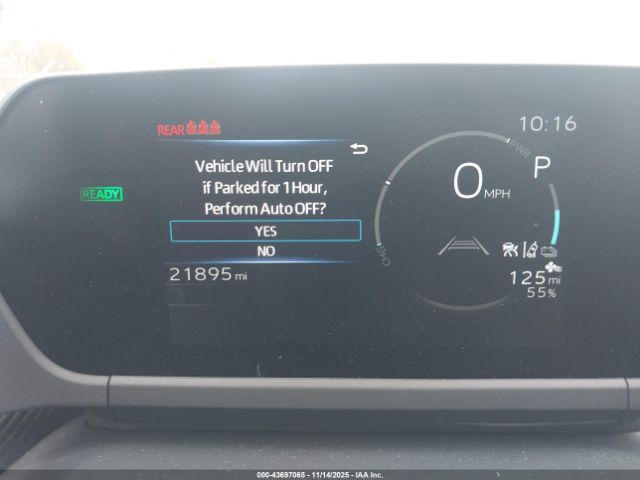 REAR
10:16
PWR
Vehicle Will Turn OFF
if Parked for 1 Hour,
Perform Auto OFF?
YES
NO
READY
0 MPH
P
CHG
21895 mi
125 mi
55%
000-43697065 - 11/14/2025 - IAA Inc.